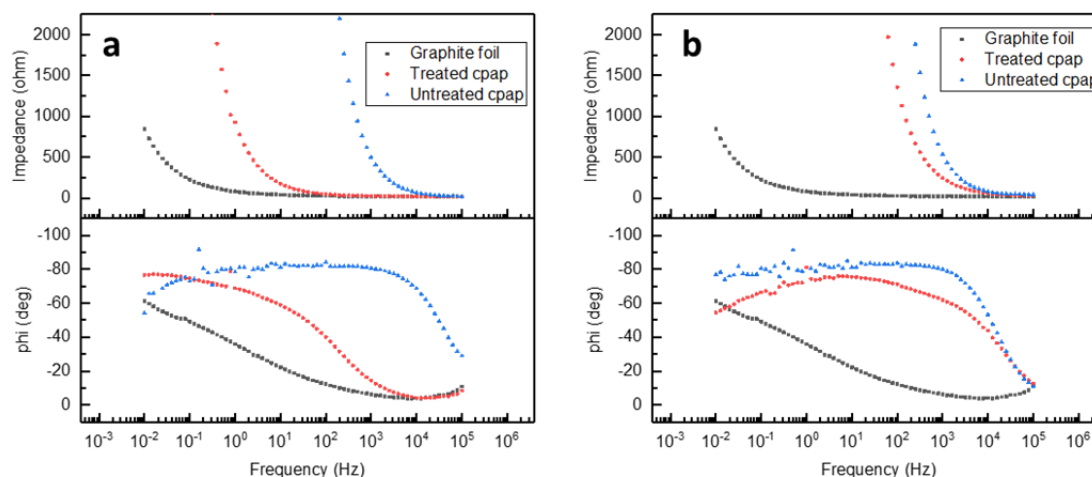 a
Graphite foil
Treated cpap
Untreated cpap
Impedance (ohm)
2000
1500
1000
500
0
phi (deg)
-100
-80
-60
-40
-20
0
10-3 10-2 10-1 100 101 102 103 104 105 106
Frequency (Hz)
b
Graphite foil
Treated cpap
Untreated cpap
Impedance (ohm)
2000
1500
1000
500
0
phi (deg)
-100
-80
-60
-40
-20
0
10-3 10-2 10-1 100 101 102 103 104 105 106
Frequency (Hz)